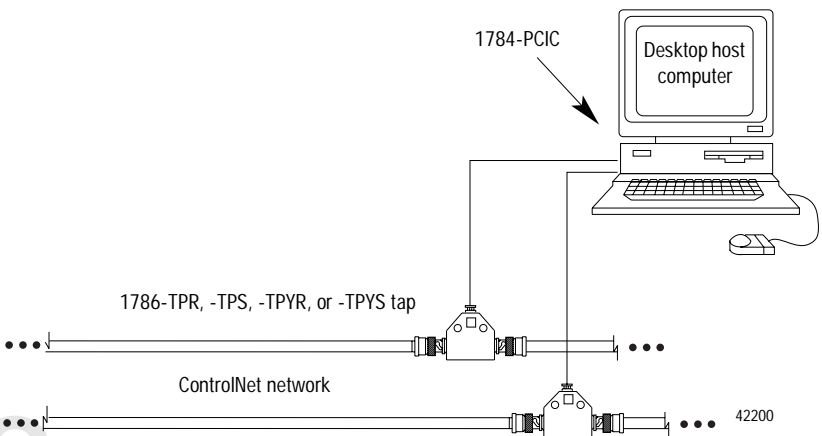 1784-PCIC
Desktop host
computer
1786-TPR, -TPS, -TPYR, or -TPYS tap
ControlNet network
42200